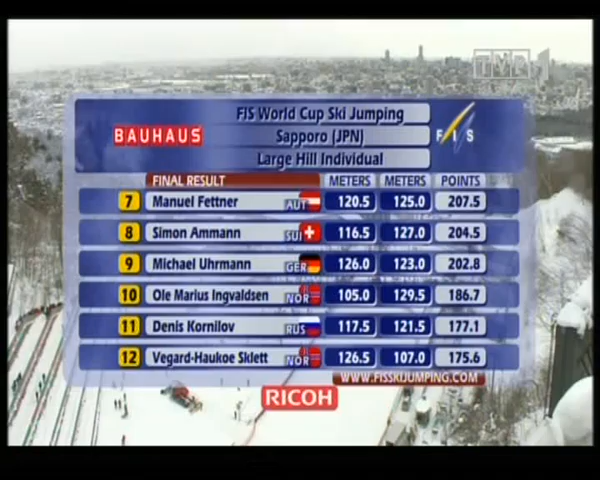 TVP
FIS World Cup Ski Jumping
BAUHAUS Sapporo (JPN) FIS
Large Hill Individual
FINAL RESULT METERS METERS POINTS
7 Manuel Fettner AUT 120.5 125.0 207.5
8 Simon Ammann SUI 116.5 127.0 204.5
9 Michael Uhrmann GER 126.0 123.0 202.8
10 Ole Marius Ingvaldsen NOR 105.0 129.5 186.7
11 Denis Kornilov RUS 117.5 121.5 177.1
12 Vegard-Haukoe Sklett NOR 126.5 107.0 175.6
WWW.FISSKIJUMPING.COM
RICOH